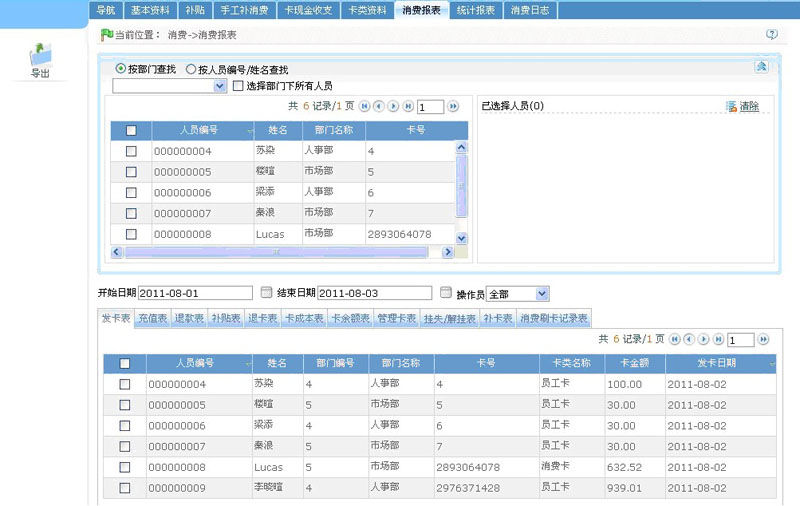 导航 基本资料 补贴 手工补消费 卡现金收支 卡类资料 消费报表 统计报表 消费日志
当前位置： 消费->消费报表
导出
按部门查找 按人员编号/姓名查找
选择部门下所有人员
共 6 记录/1 页 1
已选择人员(0) 清除
人员编号 姓名 部门名称 卡号
000000004 苏染 人事部 4
000000005 楼暄 市场部 5
000000006 梁添 人事部 6
000000007 秦浪 市场部 7
000000008 Lucas 市场部 2893064078
开始日期 2011-08-01 结束日期 2011-08-03 操作员 全部
发卡表 充值表 退款表 补贴表 退卡表 卡成本表 卡余额表 管理卡表 挂失/解挂表 补卡表 消费刷卡记录表
共 6 记录/1 页 1
人员编号 姓名 部门编号 部门名称 卡号 卡类名称 卡金额 发卡日期
000000004 苏染 4 人事部 4 员工卡 100.00 2011-08-02
000000005 楼暄 5 市场部 5 员工卡 30.00 2011-08-02
000000006 梁添 4 人事部 6 员工卡 30.00 2011-08-02
000000007 秦浪 5 市场部 7 员工卡 30.00 2011-08-02
000000008 Lucas 5 市场部 2893064078 消费卡 632.52 2011-08-02
000000009 李晓暄 4 人事部 2976371428 员工卡 939.01 2011-08-02